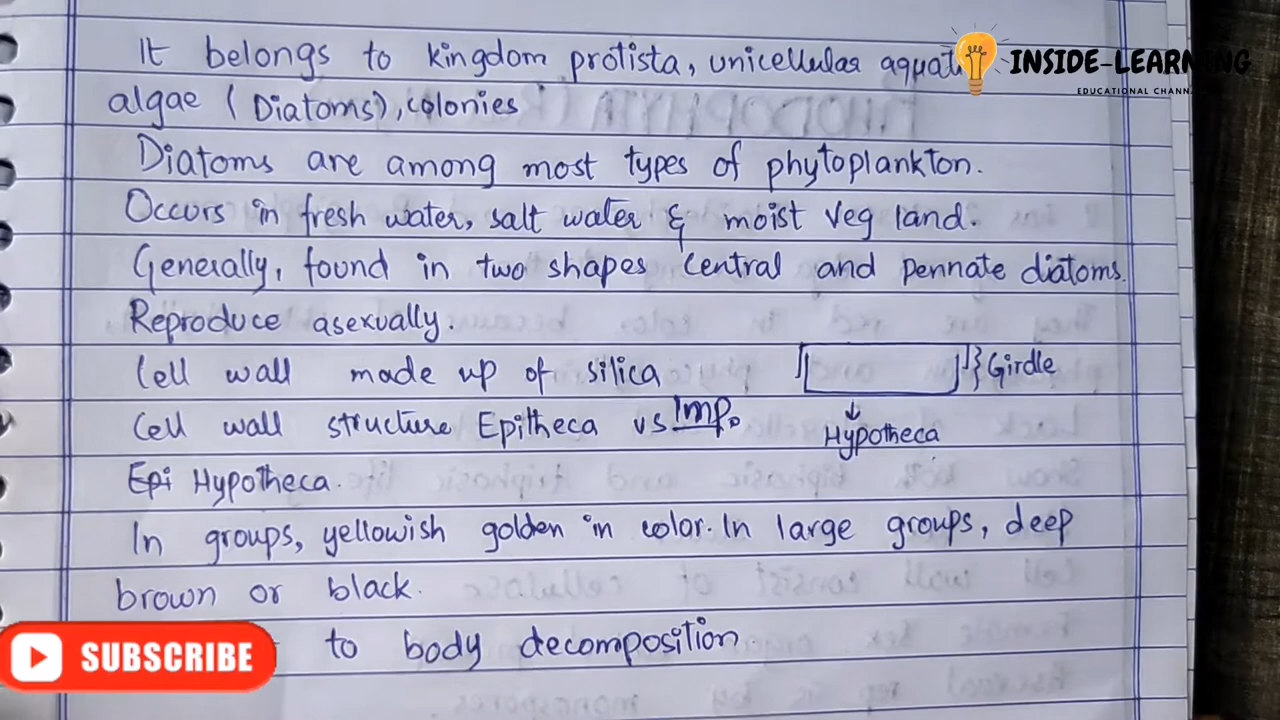 It belongs to kingdom protista, unicellular aquati
INSIDE-LEARNING
EDUCATIONAL CHANN
algae (Diatoms), colonies
Diatoms are among most types of phytoplankton.
Occurs in fresh water, salt water & moist veg land.
Generally, found in two shapes central and pennate diatoms.
Reproduce asexually.
Cell wall made up of silica
Girdle
Cell wall structure Epitheca vs Imp.
Hypotheca
Epi Hypotheca.
In groups, yellowish golden in color. In large groups, deep
brown or black.
to body decomposition
SUBSCRIBE